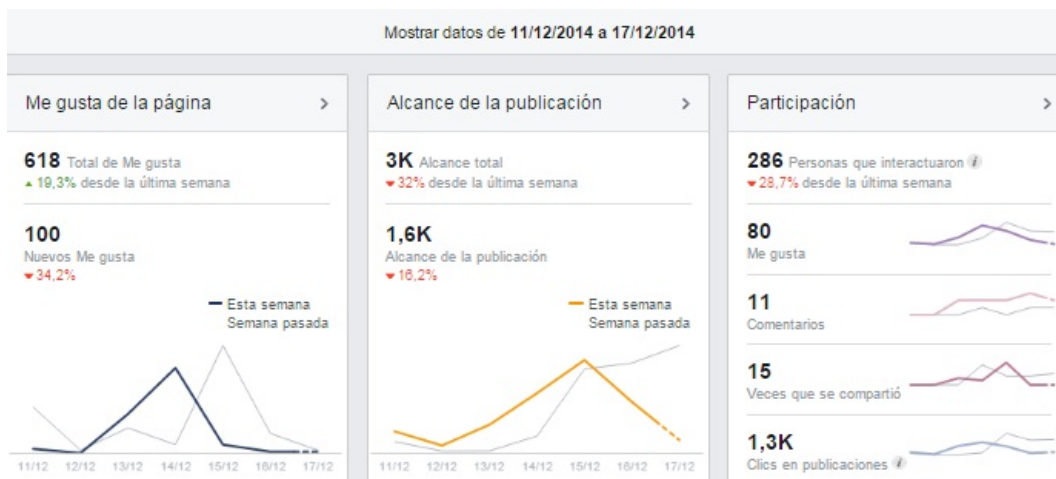 Mostrar datos de 11/12/2014 a 17/12/2014
Me gusta de la página
618 Total de Me gusta
19,3% desde la última semana
100
Nuevos Me gusta
34,2%
Esta semana
Semana pasada
11/12 12/12 13/12 14/12 15/12 16/12 17/12
Alcance de la publicación
3K Alcance total
32% desde la última semana
1,6K
Alcance de la publicación
16,2%
Esta semana
Semana pasada
11/12 12/12 13/12 14/12 15/12 16/12 17/12
Participación
286 Personas que interactuaron i
28,7% desde la última semana
80
Me gusta
11
Comentarios
15
Veces que se compartió
1,3K
Clics en publicaciones i